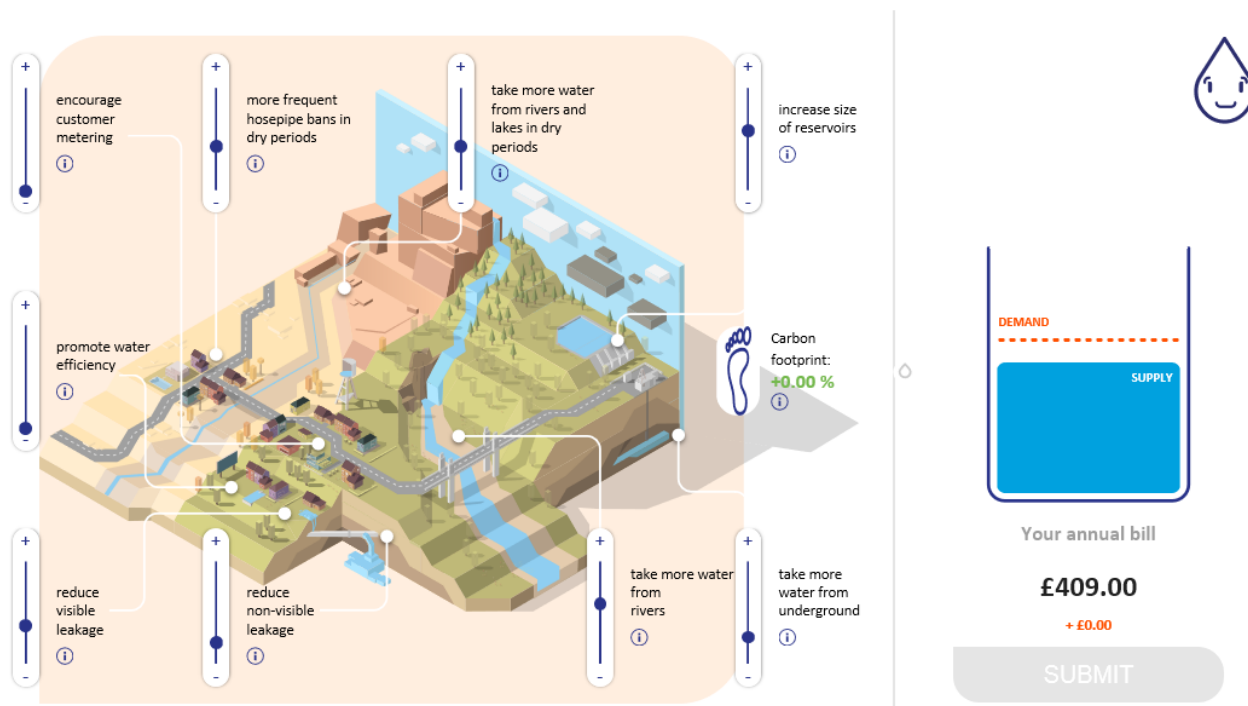 +
encourage
customer
metering
i
-
+
more frequent
hosepipe bans in
dry periods
i
-
+
take more water
from rivers and
lakes in dry
periods
i
-
+
increase size
of reservoirs
i
-
+
promote water
efficiency
i
-
Carbon
footprint:
+0.00 %
i
+
reduce
visible
leakage
i
-
+
reduce
non-visible
leakage
i
-
+
take more water
from
rivers
i
-
+
take more
water from
underground
i
-
DEMAND
SUPPLY
Your annual bill
£409.00
+ £0.00
SUBMIT